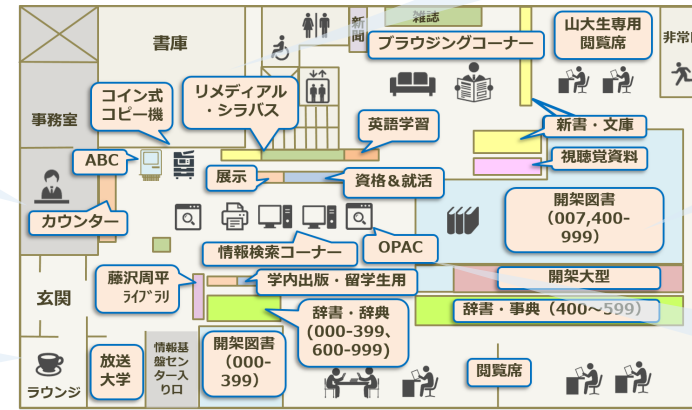 雑誌
新
聞
書庫
ブラウジングコーナー
山大生専用
閲覧席
事務室
コイン式
コピー機
リメディアル
・シラバス
英語学習
新書・文庫
視聴覚資料
ABC
展示
資格&就活
カウンター
開架図書
(007,400-
999)
情報検索コーナー
OPAC
玄関
藤沢周平
ﾗｲﾌﾞﾗﾘ
学内出版・留学生用
開架大型
辞書・辞典
(000-399、
600-999)
辞書・事典(400～599)
ラウンジ
放送
大学
情報基
盤セン
ター入
り口
開架図書
(000-
399)
閲覧席